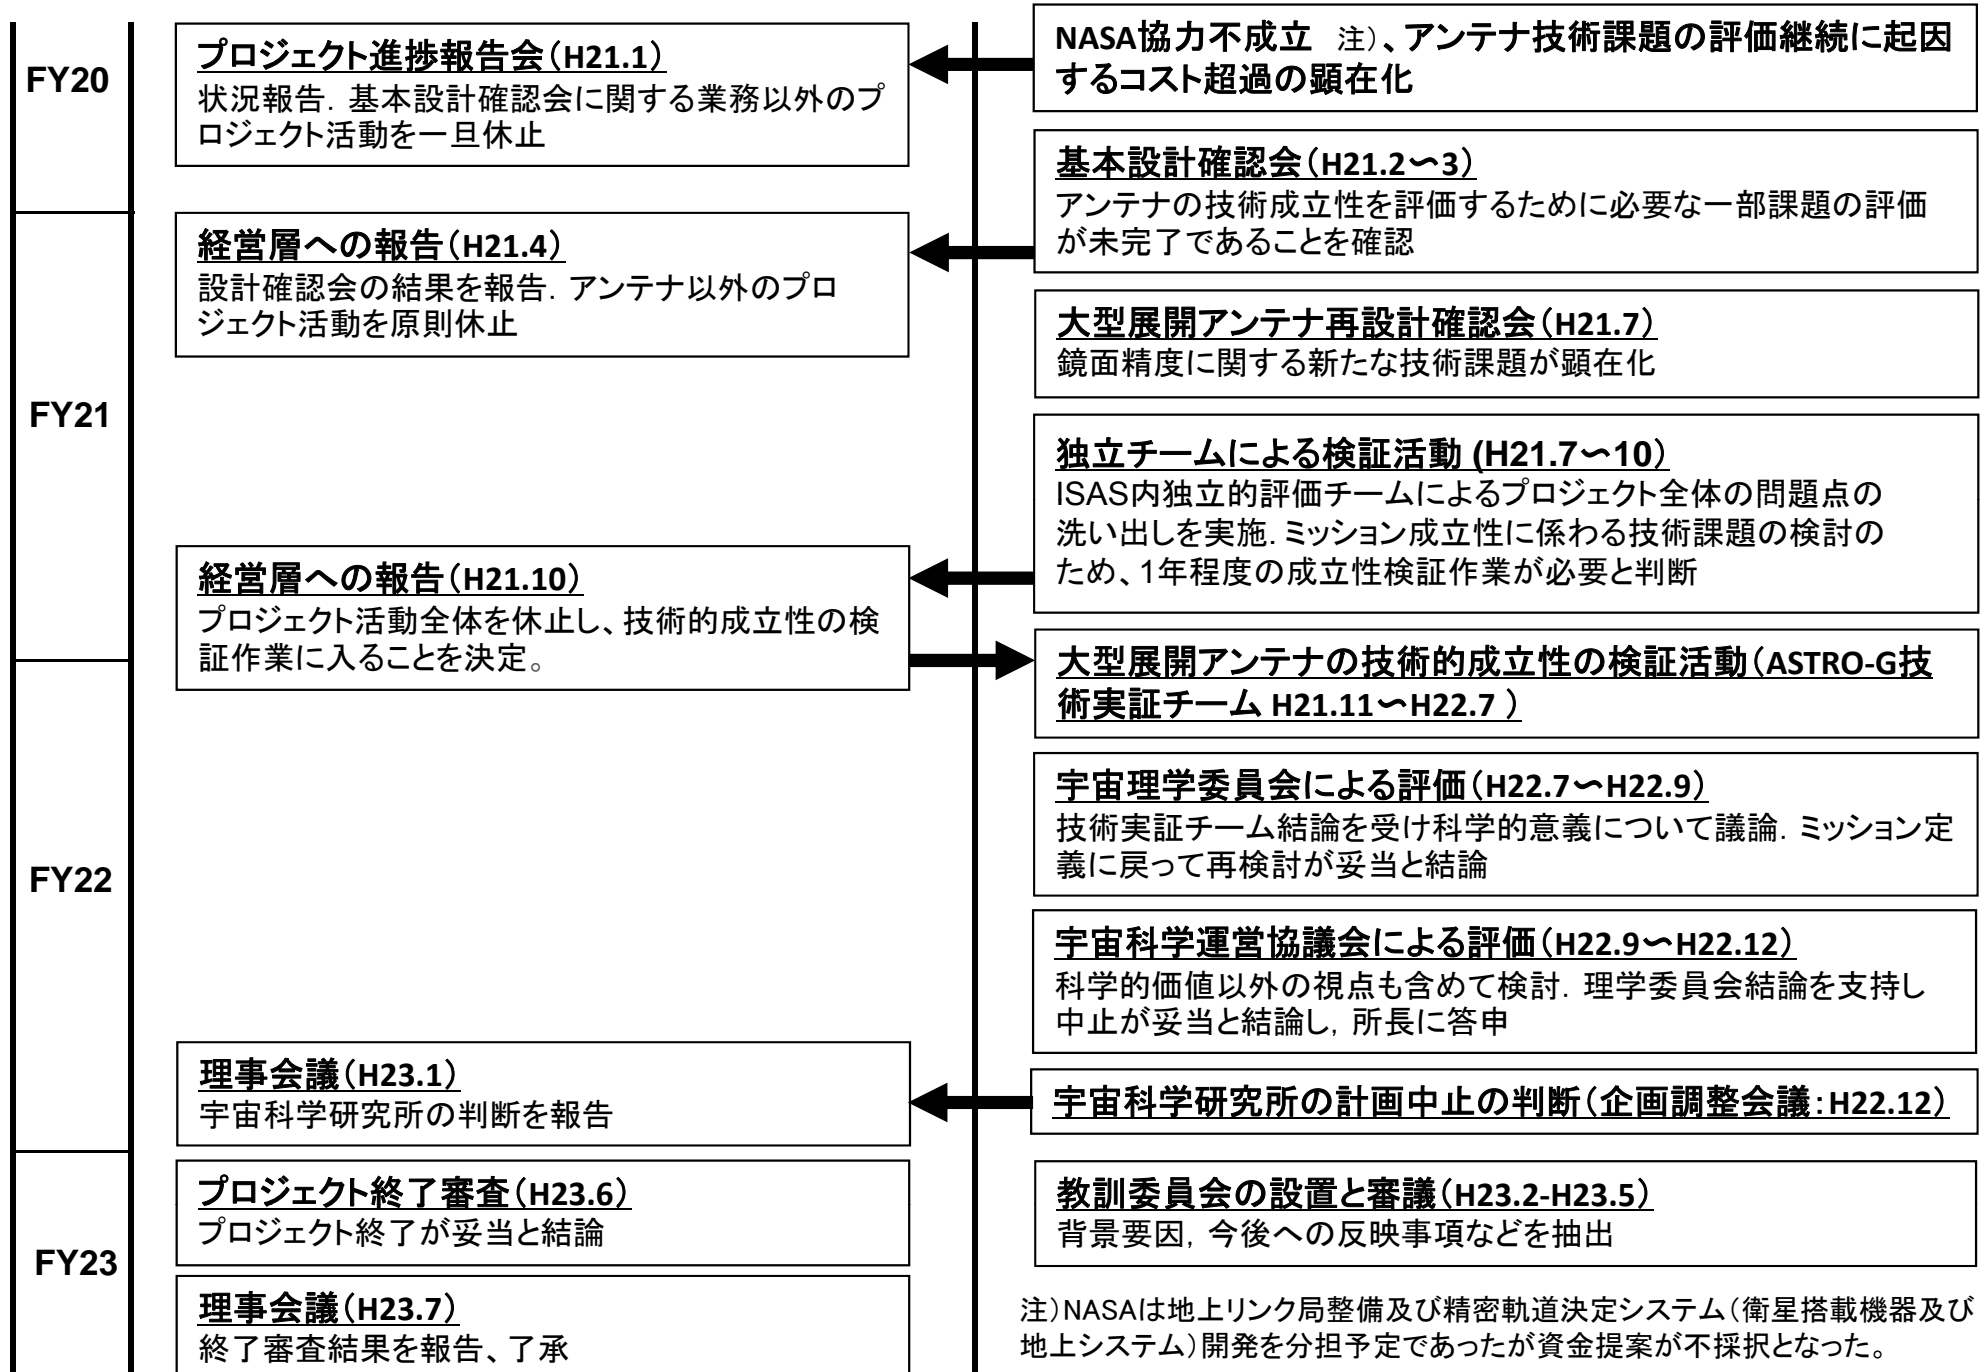 FY20
プロジェクト進捗報告会（H21.1）
状況報告．基本設計確認会に関する業務以外のプ
ロジェクト活動を一旦休止
NASA協力不成立　注）、アンテナ技術課題の評価継続に起因
するコスト超過の顕在化
基本設計確認会（H21.2〜3）
アンテナの技術成立性を評価するために必要な一部課題の評価
が未完了であることを確認
FY21
経営層への報告（H21.4）
設計確認会の結果を報告．アンテナ以外のプロ
ジェクト活動を原則休止
大型展開アンテナ再設計確認会（H21.7）
鏡面精度に関する新たな技術課題が顕在化
独立チームによる検証活動 (H21.7〜10）
ISAS内独立的評価チームによるプロジェクト全体の問題点の
洗い出しを実施．ミッション成立性に係わる技術課題の検討の
ため、1年程度の成立性検証作業が必要と判断
経営層への報告（H21.10）
プロジェクト活動全体を休止し、技術的成立性の検
証作業に入ることを決定。
大型展開アンテナの技術的成立性の検証活動（ASTRO-G技
術実証チーム H21.11〜H22.7 ）
FY22
宇宙理学委員会による評価（H22.7〜H22.9）
技術実証チーム結論を受け科学的意義について議論．ミッション定
義に戻って再検討が妥当と結論
宇宙科学運営協議会による評価（H22.9〜H22.12）
科学的価値以外の視点も含めて検討．理学委員会結論を支持し
中止が妥当と結論し，所長に答申
理事会議（H23.1）
宇宙科学研究所の判断を報告
宇宙科学研究所の計画中止の判断（企画調整会議：H22.12）
FY23
プロジェクト終了審査（H23.6）
プロジェクト終了が妥当と結論
教訓委員会の設置と審議（H23.2-H23.5）
背景要因，今後への反映事項などを抽出
理事会議（H23.7）
終了審査結果を報告、了承
注）NASAは地上リンク局整備及び精密軌道決定システム（衛星搭載機器及び
地上システム）開発を分担予定であったが資金提案が不採択となった。